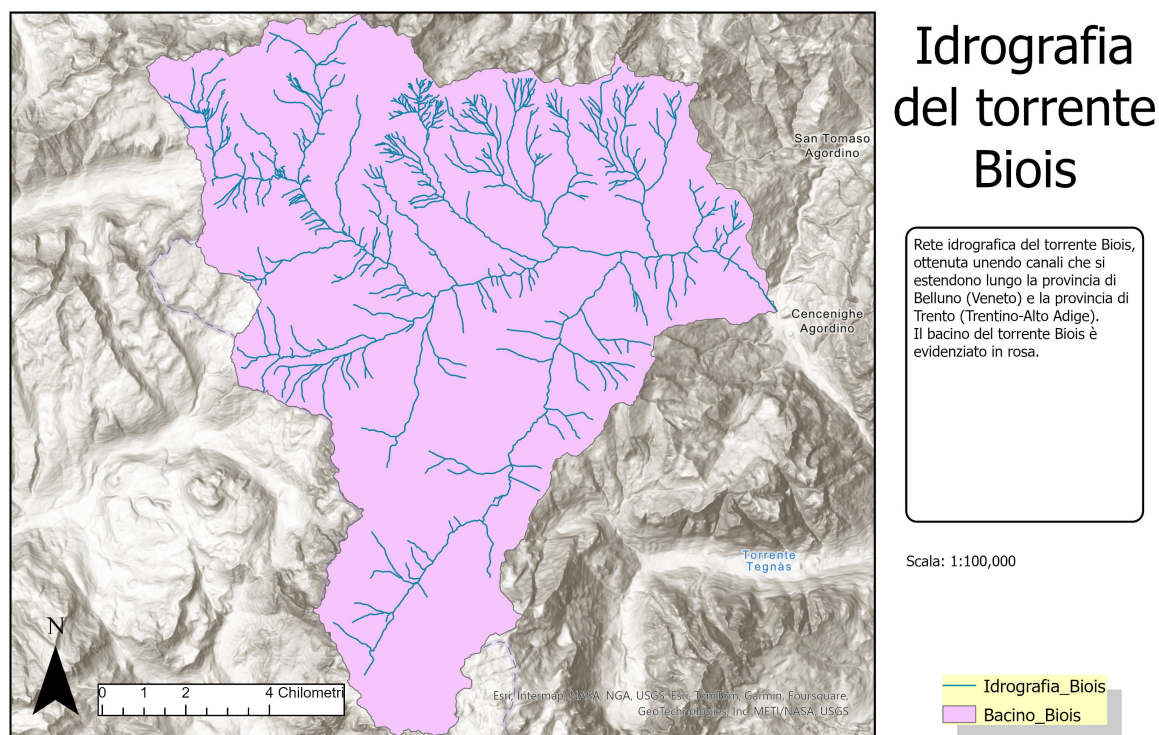 Idrografia
del torrente
Biois
San Tomaso
Agordino
Rete idrografica del torrente Biois,
ottenuta unendo canali che si
estendono lungo la provincia di
Belluno (Veneto) e la provincia di
Trento (Trentino-Alto Adige).
Il bacino del torrente Biois è
evidenziato in rosa.
Cencenighe
Agordino
Torrente
Tegnàs
Scala: 1:100,000
N
0 1 2 4 Chilometri
Esri, Intermap, NASA, NGA, USGS, Esri, TomTom, Garmin, Foursquare,
GeoTechnologies, Inc, METI/NASA, USGS
Idrografia_Biois
Bacino_Biois